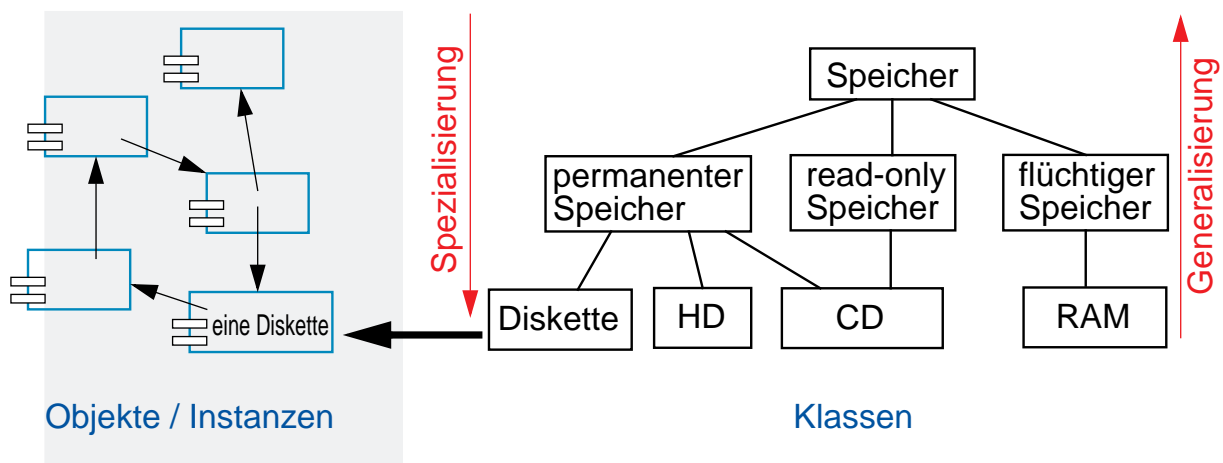 Spezialisierung
Speicher
Generalisierung
permanenter
Speicher
read-only
Speicher
flüchtiger
Speicher
eine Diskette
Diskette
HD
CD
RAM
Objekte / Instanzen
Klassen